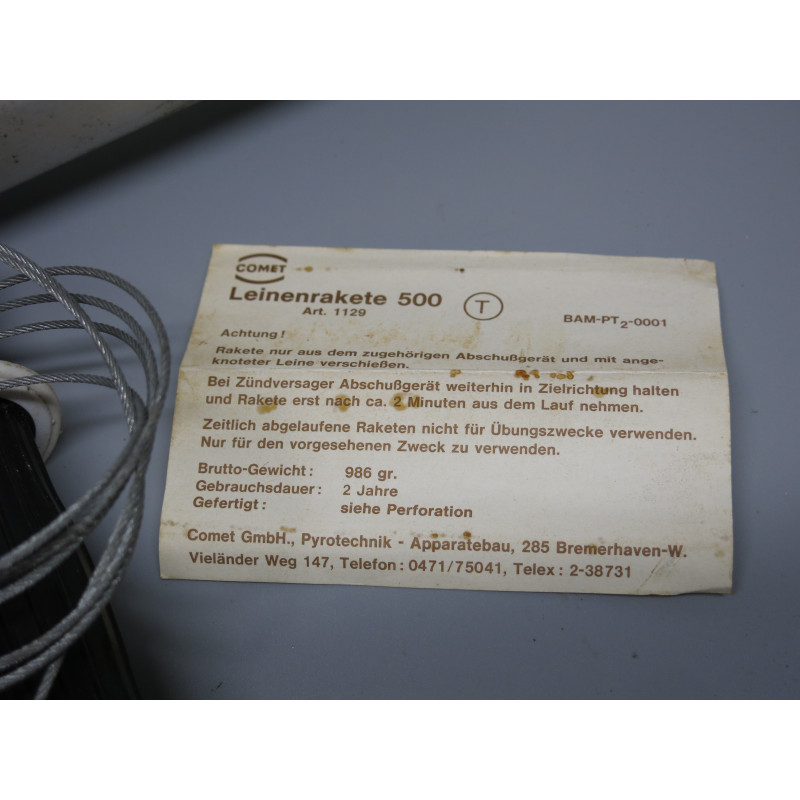 COMET
Leinenrakete 500 T BAM-PT2-0001
Art. 1129
Achtung!
Rakete nur aus dem zugehörigen Abschußgerät und mit ange-
knoteter Leine verschießen.
Bei Zündversager Abschußgerät weiterhin in Zielrichtung halten
und Rakete erst nach ca. 2 Minuten aus dem Lauf nehmen.
Zeitlich abgelaufene Raketen nicht für Übungszwecke verwenden.
Nur für den vorgesehenen Zweck zu verwenden.
Brutto-Gewicht: 986 gr.
Gebrauchsdauer: 2 Jahre
Gefertigt: siehe Perforation
Comet GmbH., Pyrotechnik - Apparatebau, 285 Bremerhaven-W.
Vieländer Weg 147, Telefon: 0471/75041, Telex: 2-38731